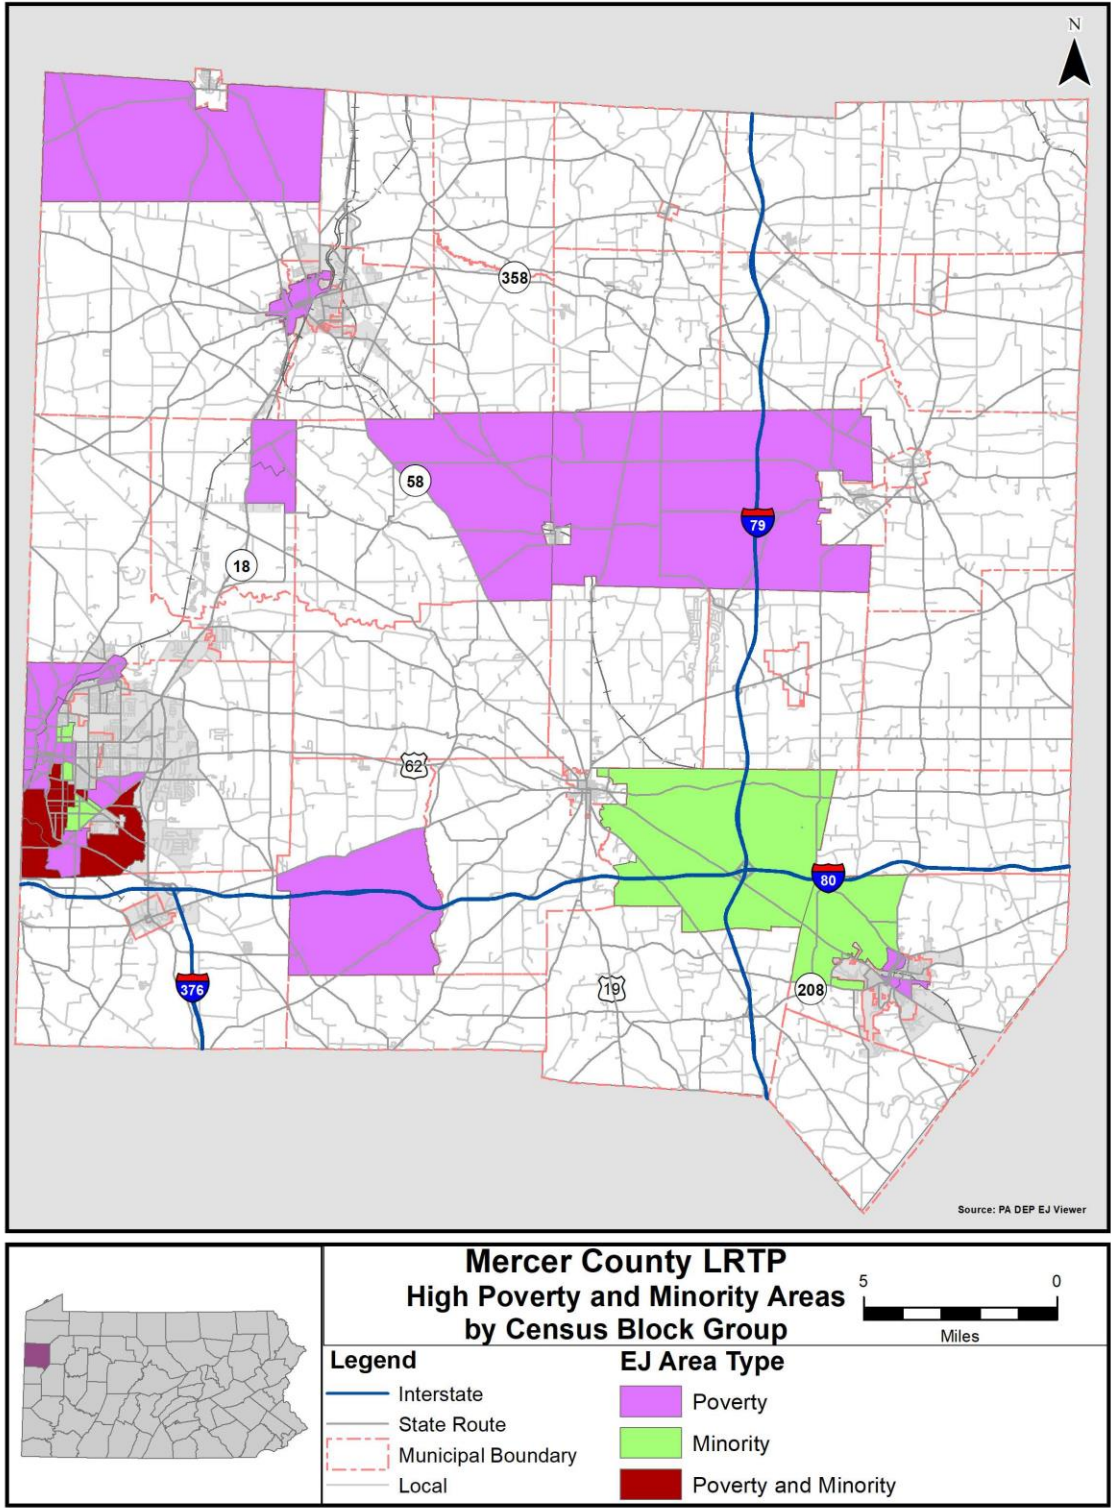 N
358
58
79
18
62
80
376
19
208
Source: PA DEP EJ Viewer
Mercer County LRTP
High Poverty and Minority Areas
by Census Block Group
5 0
Miles
Legend
Interstate
State Route
Municipal Boundary
Local
EJ Area Type
Poverty
Minority
Poverty and Minority